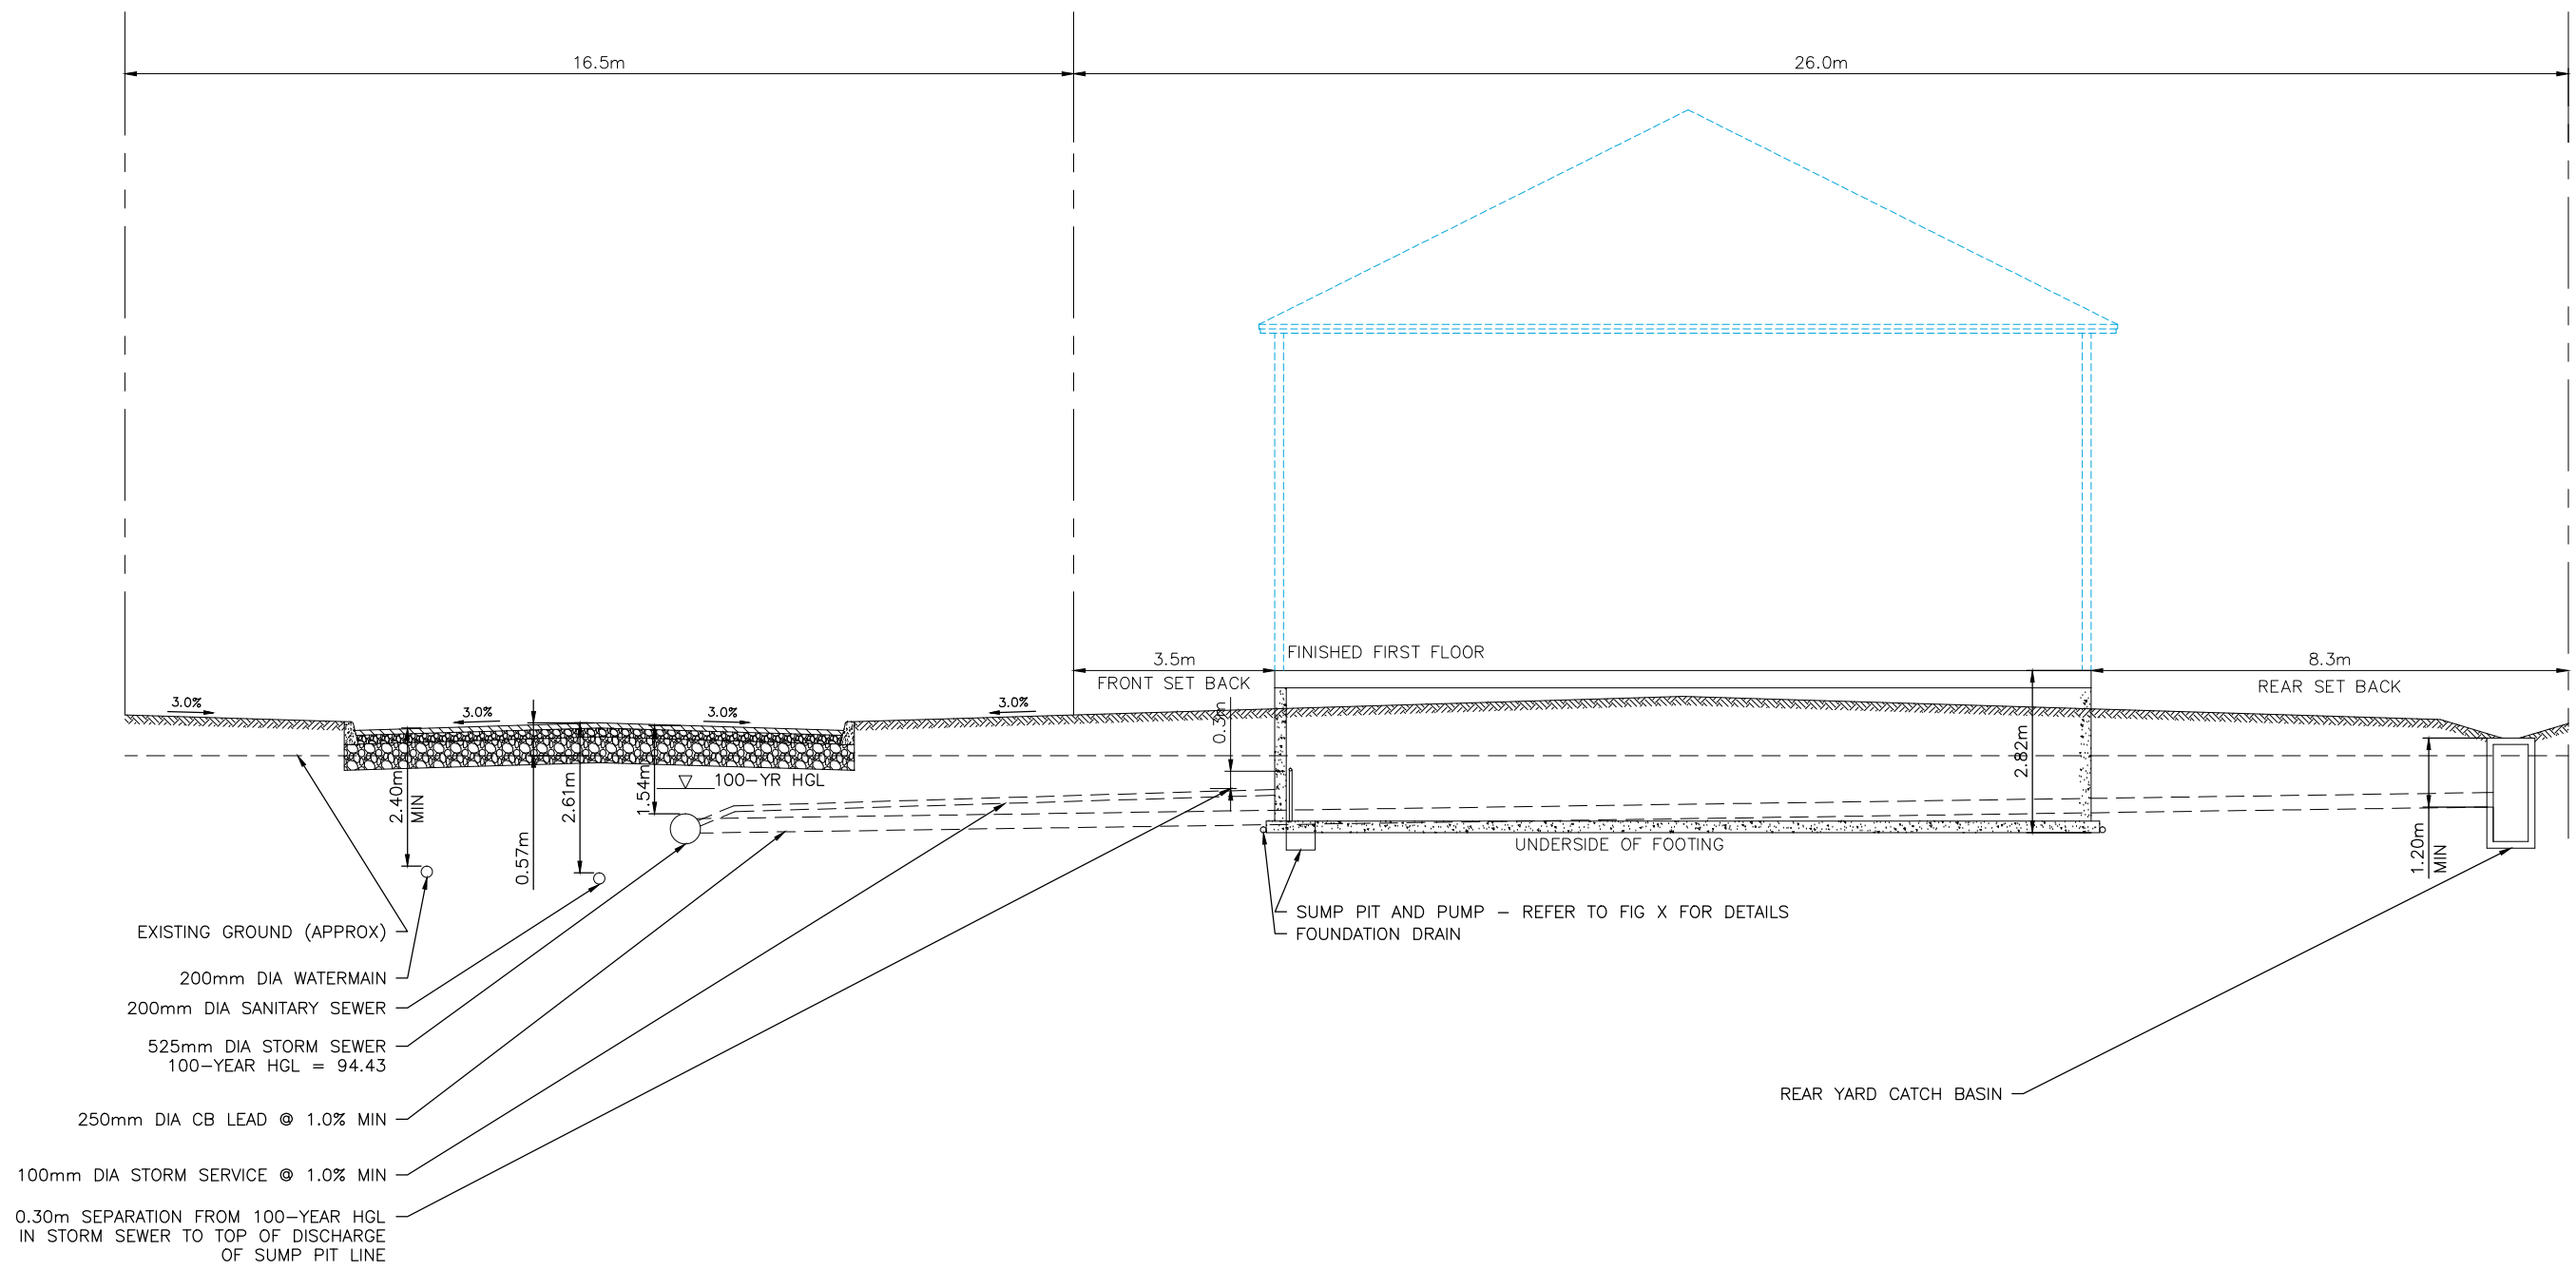 16.5m
26.0m
FINISHED FIRST FLOOR
3.5m
FRONT SET BACK
8.3m
REAR SET BACK
3.0%
3.0%
3.0%
3.0%
0.3m
2.40m
MIN
0.57m
2.61m
1.54m
100-YR HGL
2.82m
1.20m
MIN
UNDERSIDE OF FOOTING
SUMP PIT AND PUMP – REFER TO FIG X FOR DETAILS
FOUNDATION DRAIN
EXISTING GROUND (APPROX)
200mm DIA WATERMAIN
200mm DIA SANITARY SEWER
525mm DIA STORM SEWER
100-YEAR HGL = 94.43
REAR YARD CATCH BASIN
250mm DIA CB LEAD @ 1.0% MIN
100mm DIA STORM SERVICE @ 1.0% MIN
0.30m SEPARATION FROM 100-YEAR HGL
IN STORM SEWER TO TOP OF DISCHARGE
OF SUMP PIT LINE